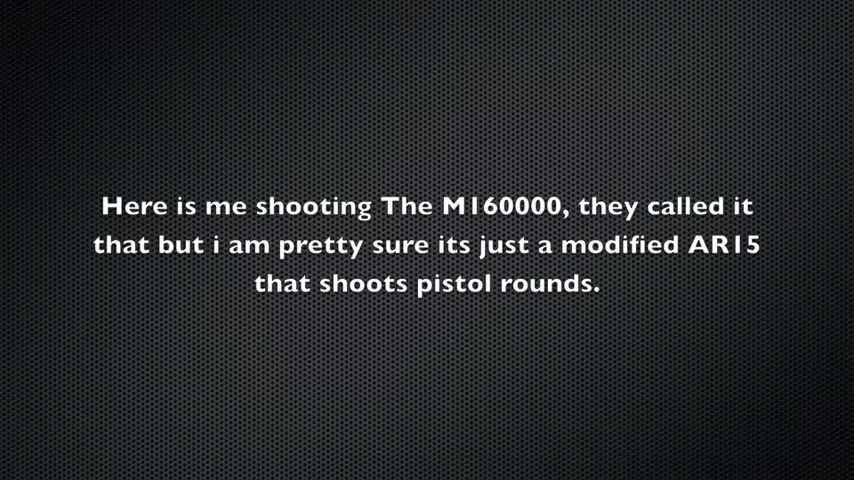 Here is me shooting The M160000, they called it
that but i am pretty sure its just a modified AR15
that shoots pistol rounds.